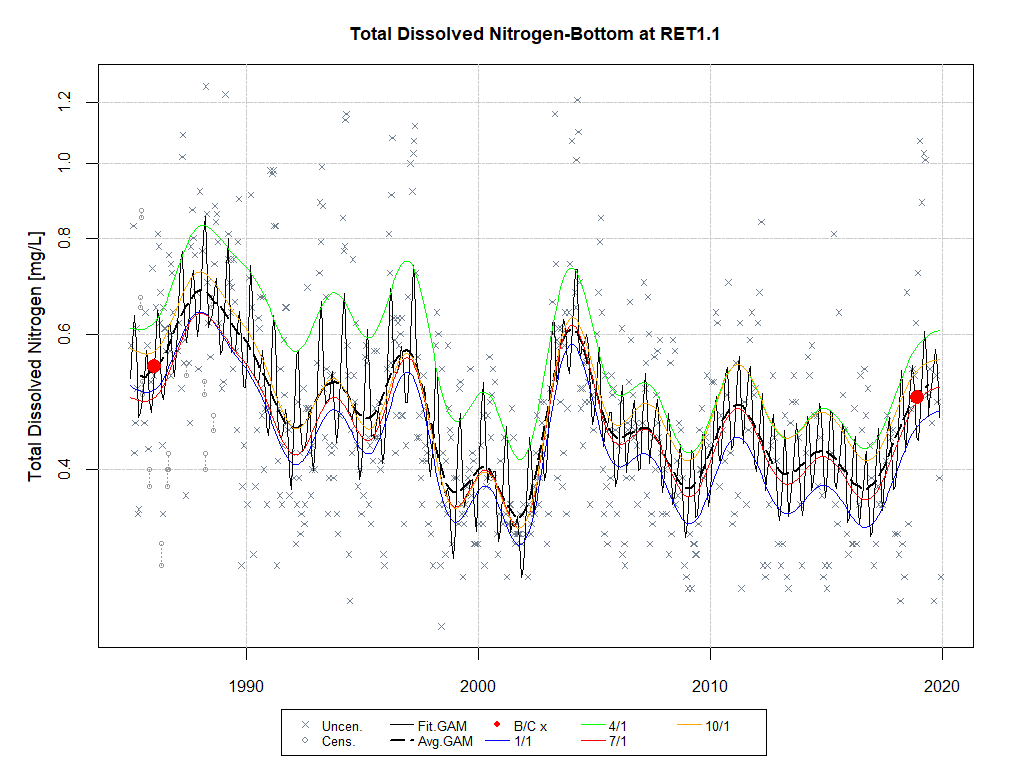 Total Dissolved Nitrogen-Bottom at RET1.1
Total Dissolved Nitrogen [mg/L]
1.2
1.0
0.8
0.6
0.4
1990 2000 2010 2020
Uncen. Fit.GAM B/C x 4/1 10/1
Cens. Avg.GAM 1/1 7/1